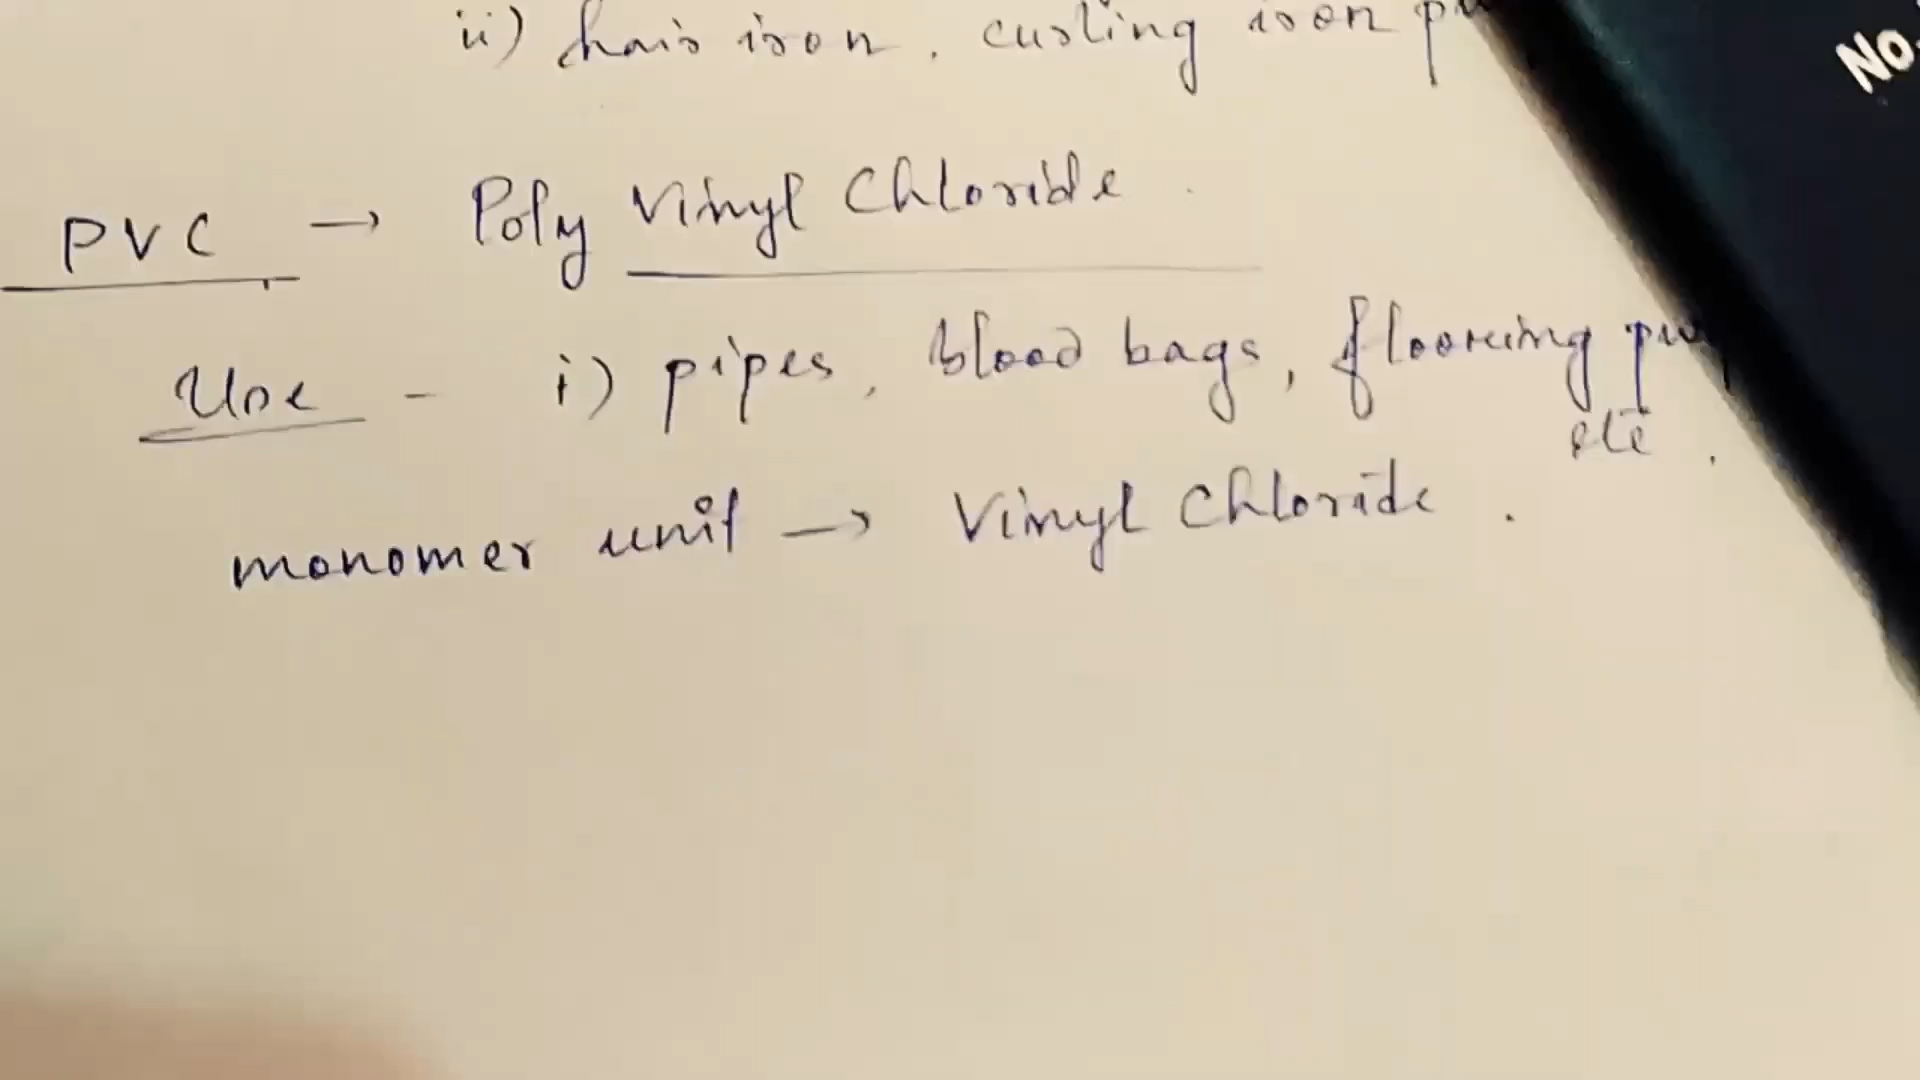 ii) hair iron, curling iron
PVC → Poly Vinyl Chloride.
Use - i) pipes, blood bags, flooring
etc.
monomer unit → Vinyl Chloride.
No.